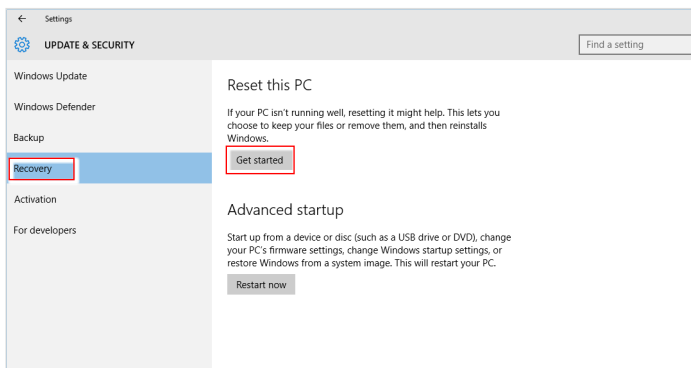 Settings
UPDATE & SECURITY
Find a setting
Windows Update
Windows Defender
Backup
Recovery
Activation
For developers
Reset this PC
If your PC isn't running well, resetting it might help. This lets you
choose to keep your files or remove them, and then reinstalls
Windows.
Get started
Advanced startup
Start up from a device or disc (such as a USB drive or DVD), change
your PC's firmware settings, change Windows startup settings, or
restore Windows from a system image. This will restart your PC.
Restart now